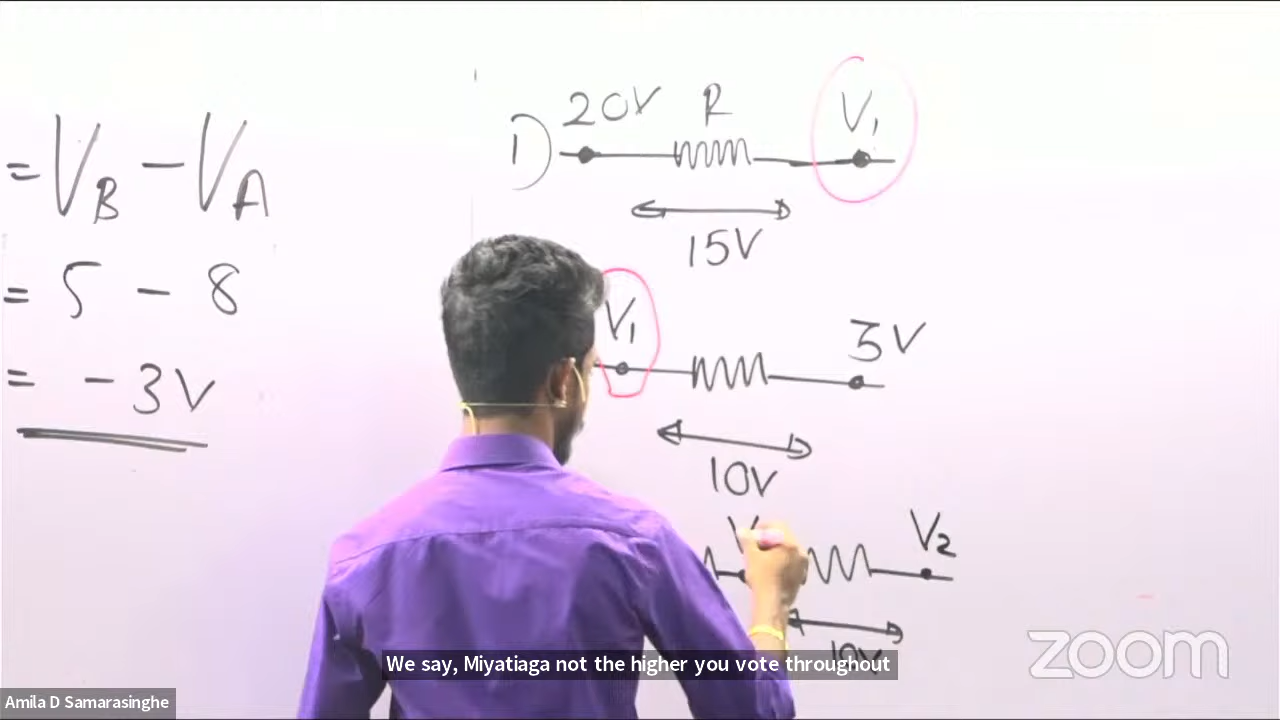 = V_B - V_A
= 5 - 8
= - 3V
1) 20V R V₁
15V
V₁ 3V
10V
V V₂
10V
We say, Miyatiaga not the higher you vote throughout
Amila D Samarasinghe
zoom